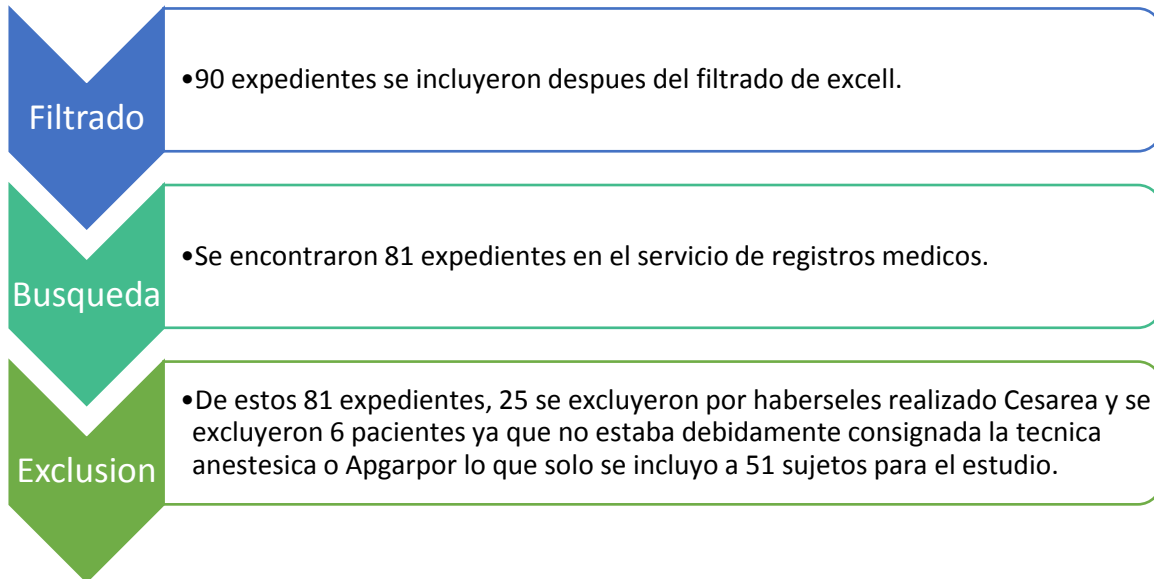 Filtrado
•90 expedientes se incluyeron despues del filtrado de excell.
Busqueda
•Se encontraron 81 expedientes en el servicio de registros medicos.
Exclusion
•De estos 81 expedientes, 25 se excluyeron por haberseles realizado Cesarea y se
excluyeron 6 pacientes ya que no estaba debidamente consignada la tecnica
anestesica o Apgarpor lo que solo se incluyo a 51 sujetos para el estudio.